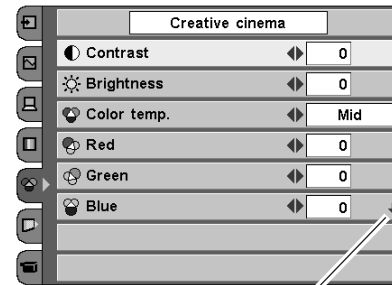 Creative cinema
Contrast 0
Brightness 0
Color temp. Mid
Red 0
Green 0
Blue 0